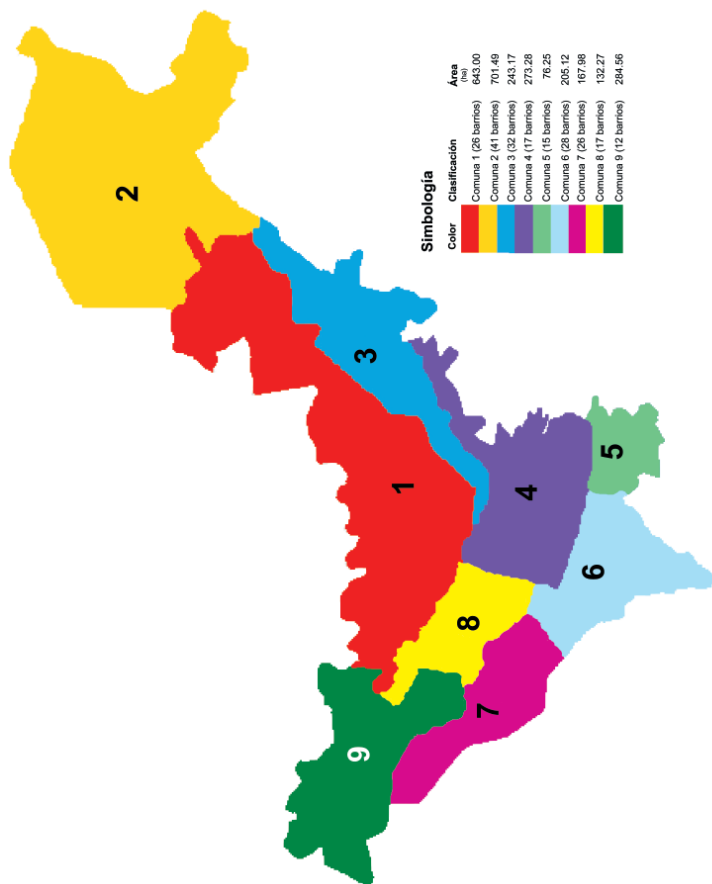 Simbología
Color Clasificación Área
(ha)
Comuna 1 (26 barrios) 643.00
Comuna 2 (41 barrios) 701.49
Comuna 3 (32 barrios) 243.17
Comuna 4 (17 barrios) 273.28
Comuna 5 (15 barrios) 76.25
Comuna 6 (28 barrios) 205.12
Comuna 7 (26 barrios) 167.98
Comuna 8 (17 barrios) 132.27
Comuna 9 (12 barrios) 284.56
2
3
1
5
4
6
8
7
9